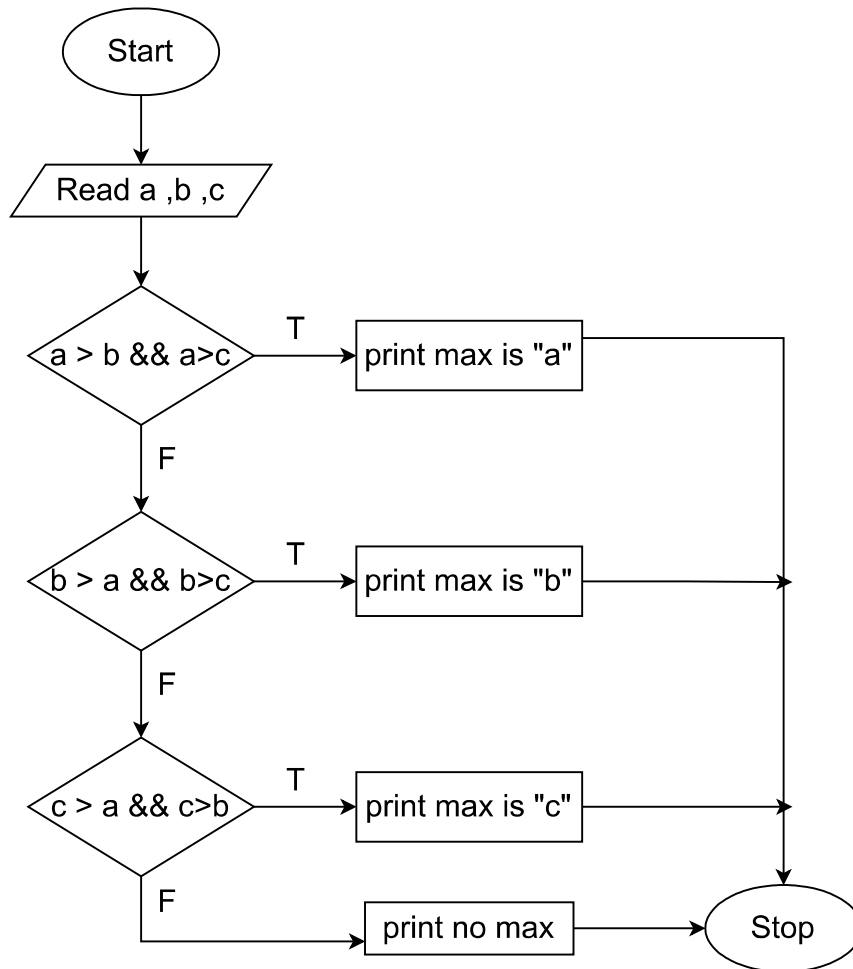 Start
Read a ,b ,c
a > b && a>c
T
print max is "a"
F
b > a && b>c
T
print max is "b"
F
c > a && c>b
T
print max is "c"
F
print no max
Stop